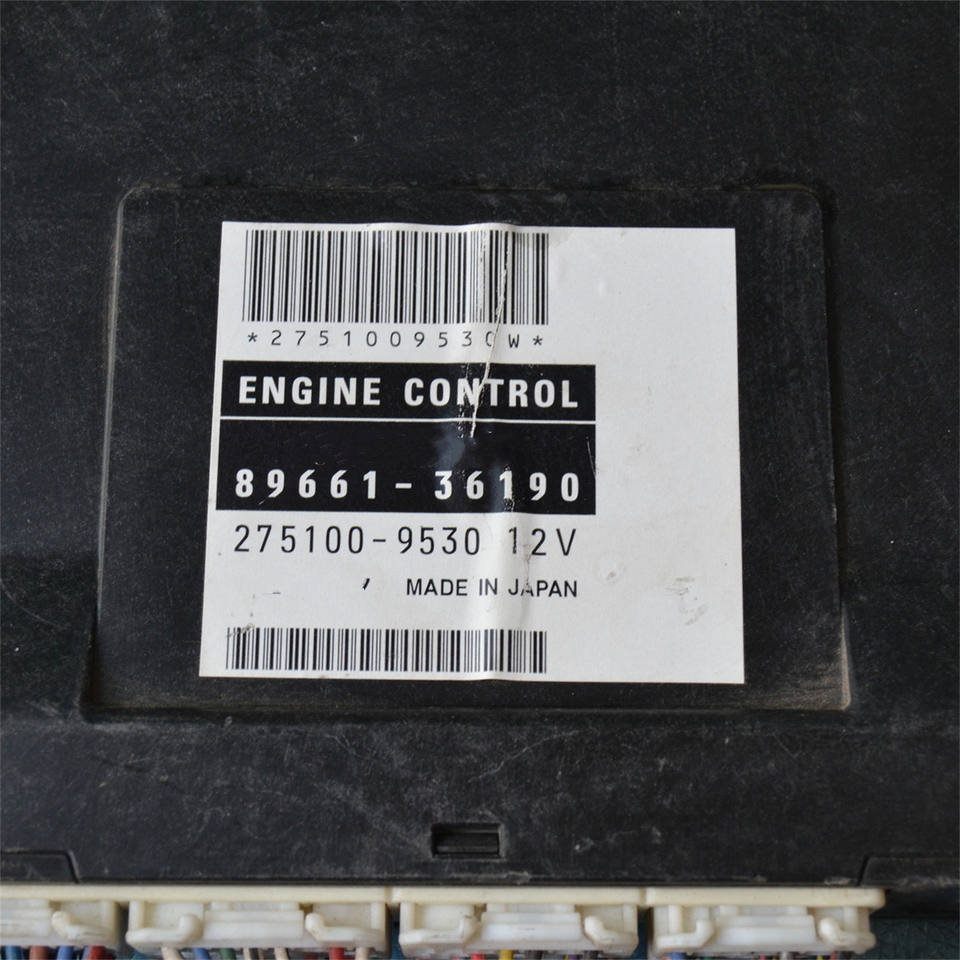 *2751009530W*
ENGINE CONTROL
89661-36190
275100-9530 12V
MADE IN JAPAN